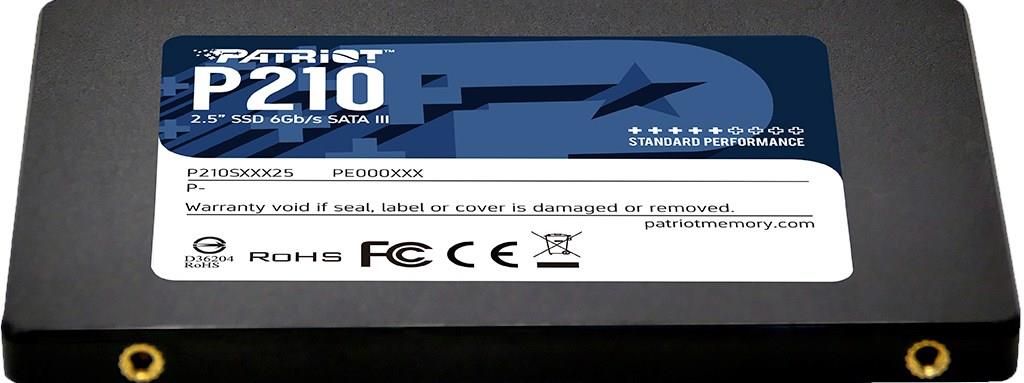 PATRIOT™
P210
2.5" SSD 6Gb/s SATA III
STANDARD PERFORMANCE
P210SXXX25 PE000XXX
P-
Warranty void if seal, label or cover is damaged or removed.
patriotmemory.com
D36204
RoHS
RoHS FC CE